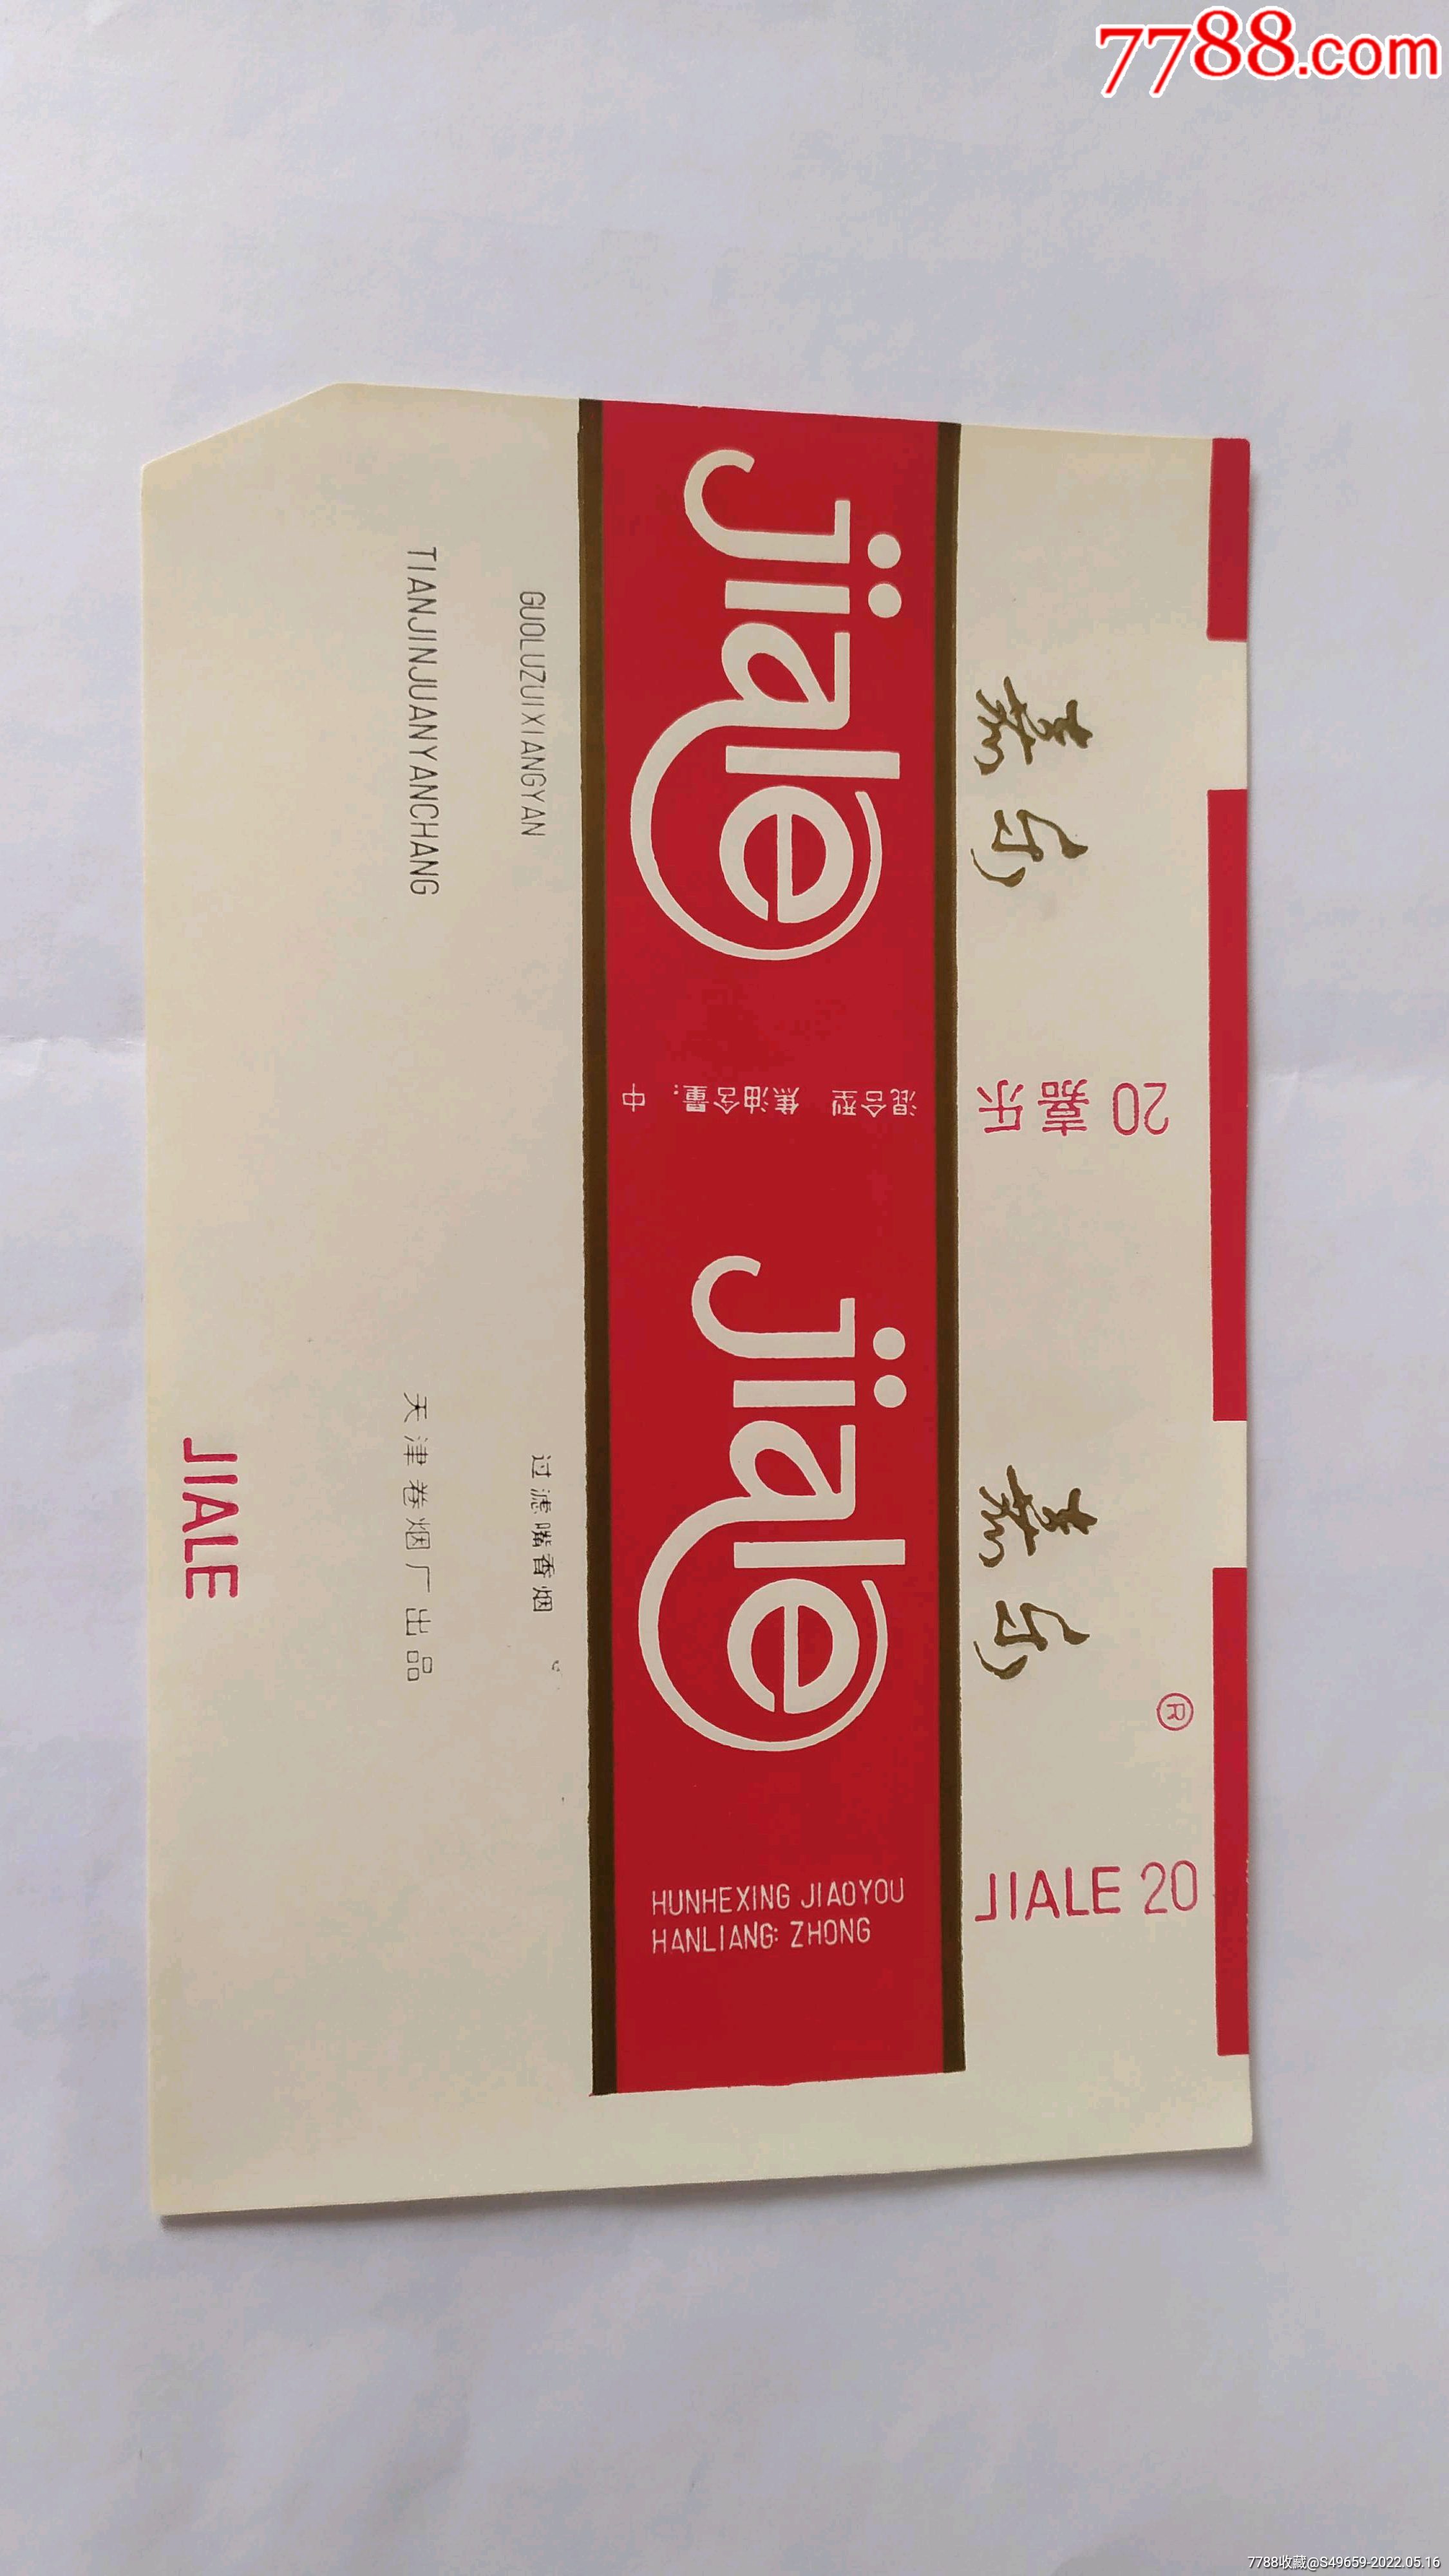 7788.com
嘉乐
Jiale
GUOLUZUIXIANGYAN
TIANJINJUANYANCHANG
20 嘉乐
混合型 焦油含量:中
嘉乐
®
Jiale
过滤嘴香烟
天津卷烟厂出品
JIALE
JIALE 20
HUNHEXING JIAOYOU
HANLIANG: ZHONG
7788收藏@S49659-2022.05.16